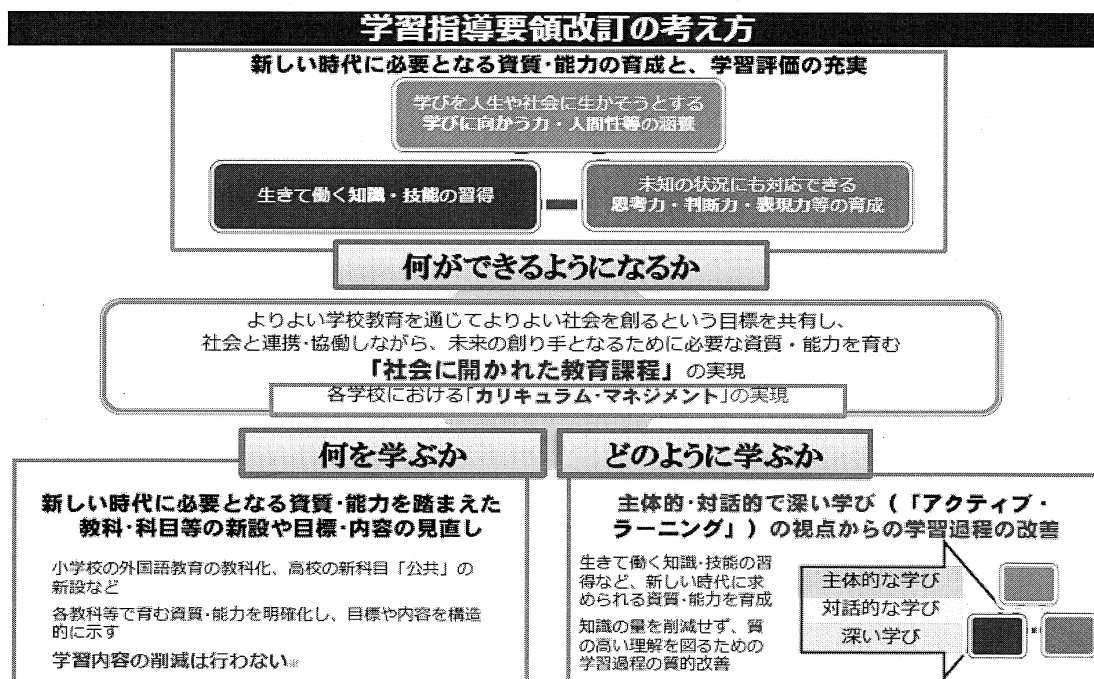 学習指導要領改訂の考え方
新しい時代に必要となる資質・能力の育成と、学習評価の充実
学びを人生や社会に生かそうとする
学びに向かう力・人間性等の涵養
生きて働く知識・技能の習得
未知の状況にも対応できる
思考力・判断力・表現力等の育成
何ができるようになるか
よりよい学校教育を通じてよりよい社会を創るという目標を共有し、
社会と連携・協働しながら、未来の創り手となるために必要な資質・能力を育む
「社会に開かれた教育課程」の実現
各学校における「カリキュラム・マネジメント」の実現
何を学ぶか
新しい時代に必要となる資質・能力を踏まえた
教科・科目等の新設や目標・内容の見直し
小学校の外国語教育の教科化、高校の新科目「公共」の
新設など
各教科等で育む資質・能力を明確化し、目標や内容を構造
的に示す
学習内容の削減は行わない※
どのように学ぶか
主体的・対話的で深い学び(「アクティブ・
ラーニング」)の視点からの学習過程の改善
生きて働く知識・技能の習
得など、新しい時代に求
められる資質・能力を育成
知識の量を削減せず、質
の高い理解を図るための
学習過程の質的改善
主体的な学び
対話的な学び
深い学び